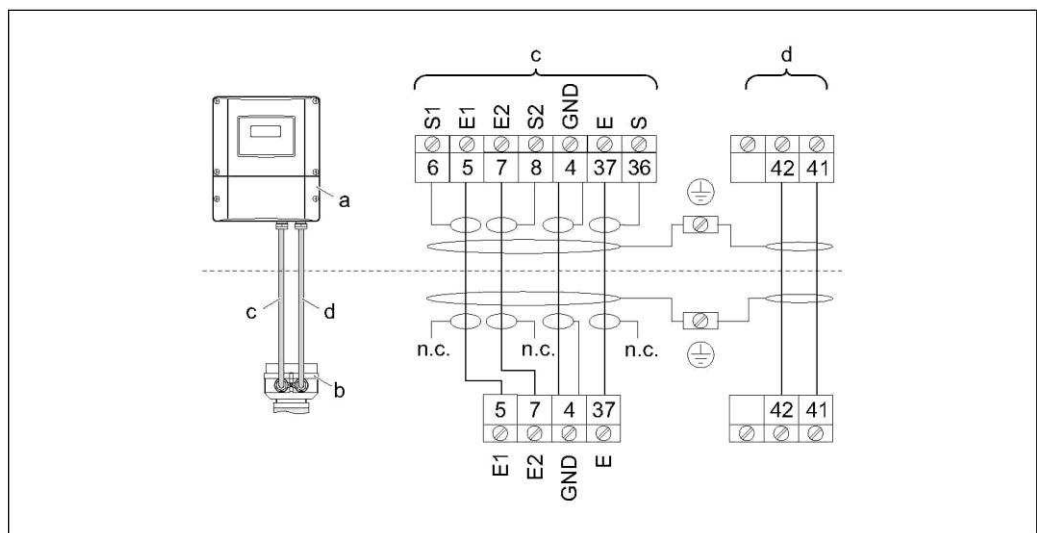 c
d
S1 E1 E2 S2 GND E S
6 5 7 8 4 37 36
42 41
a
c
d
b
n.c. n.c. n.c.
5 7 4 37
42 41
E1 E2 GND E